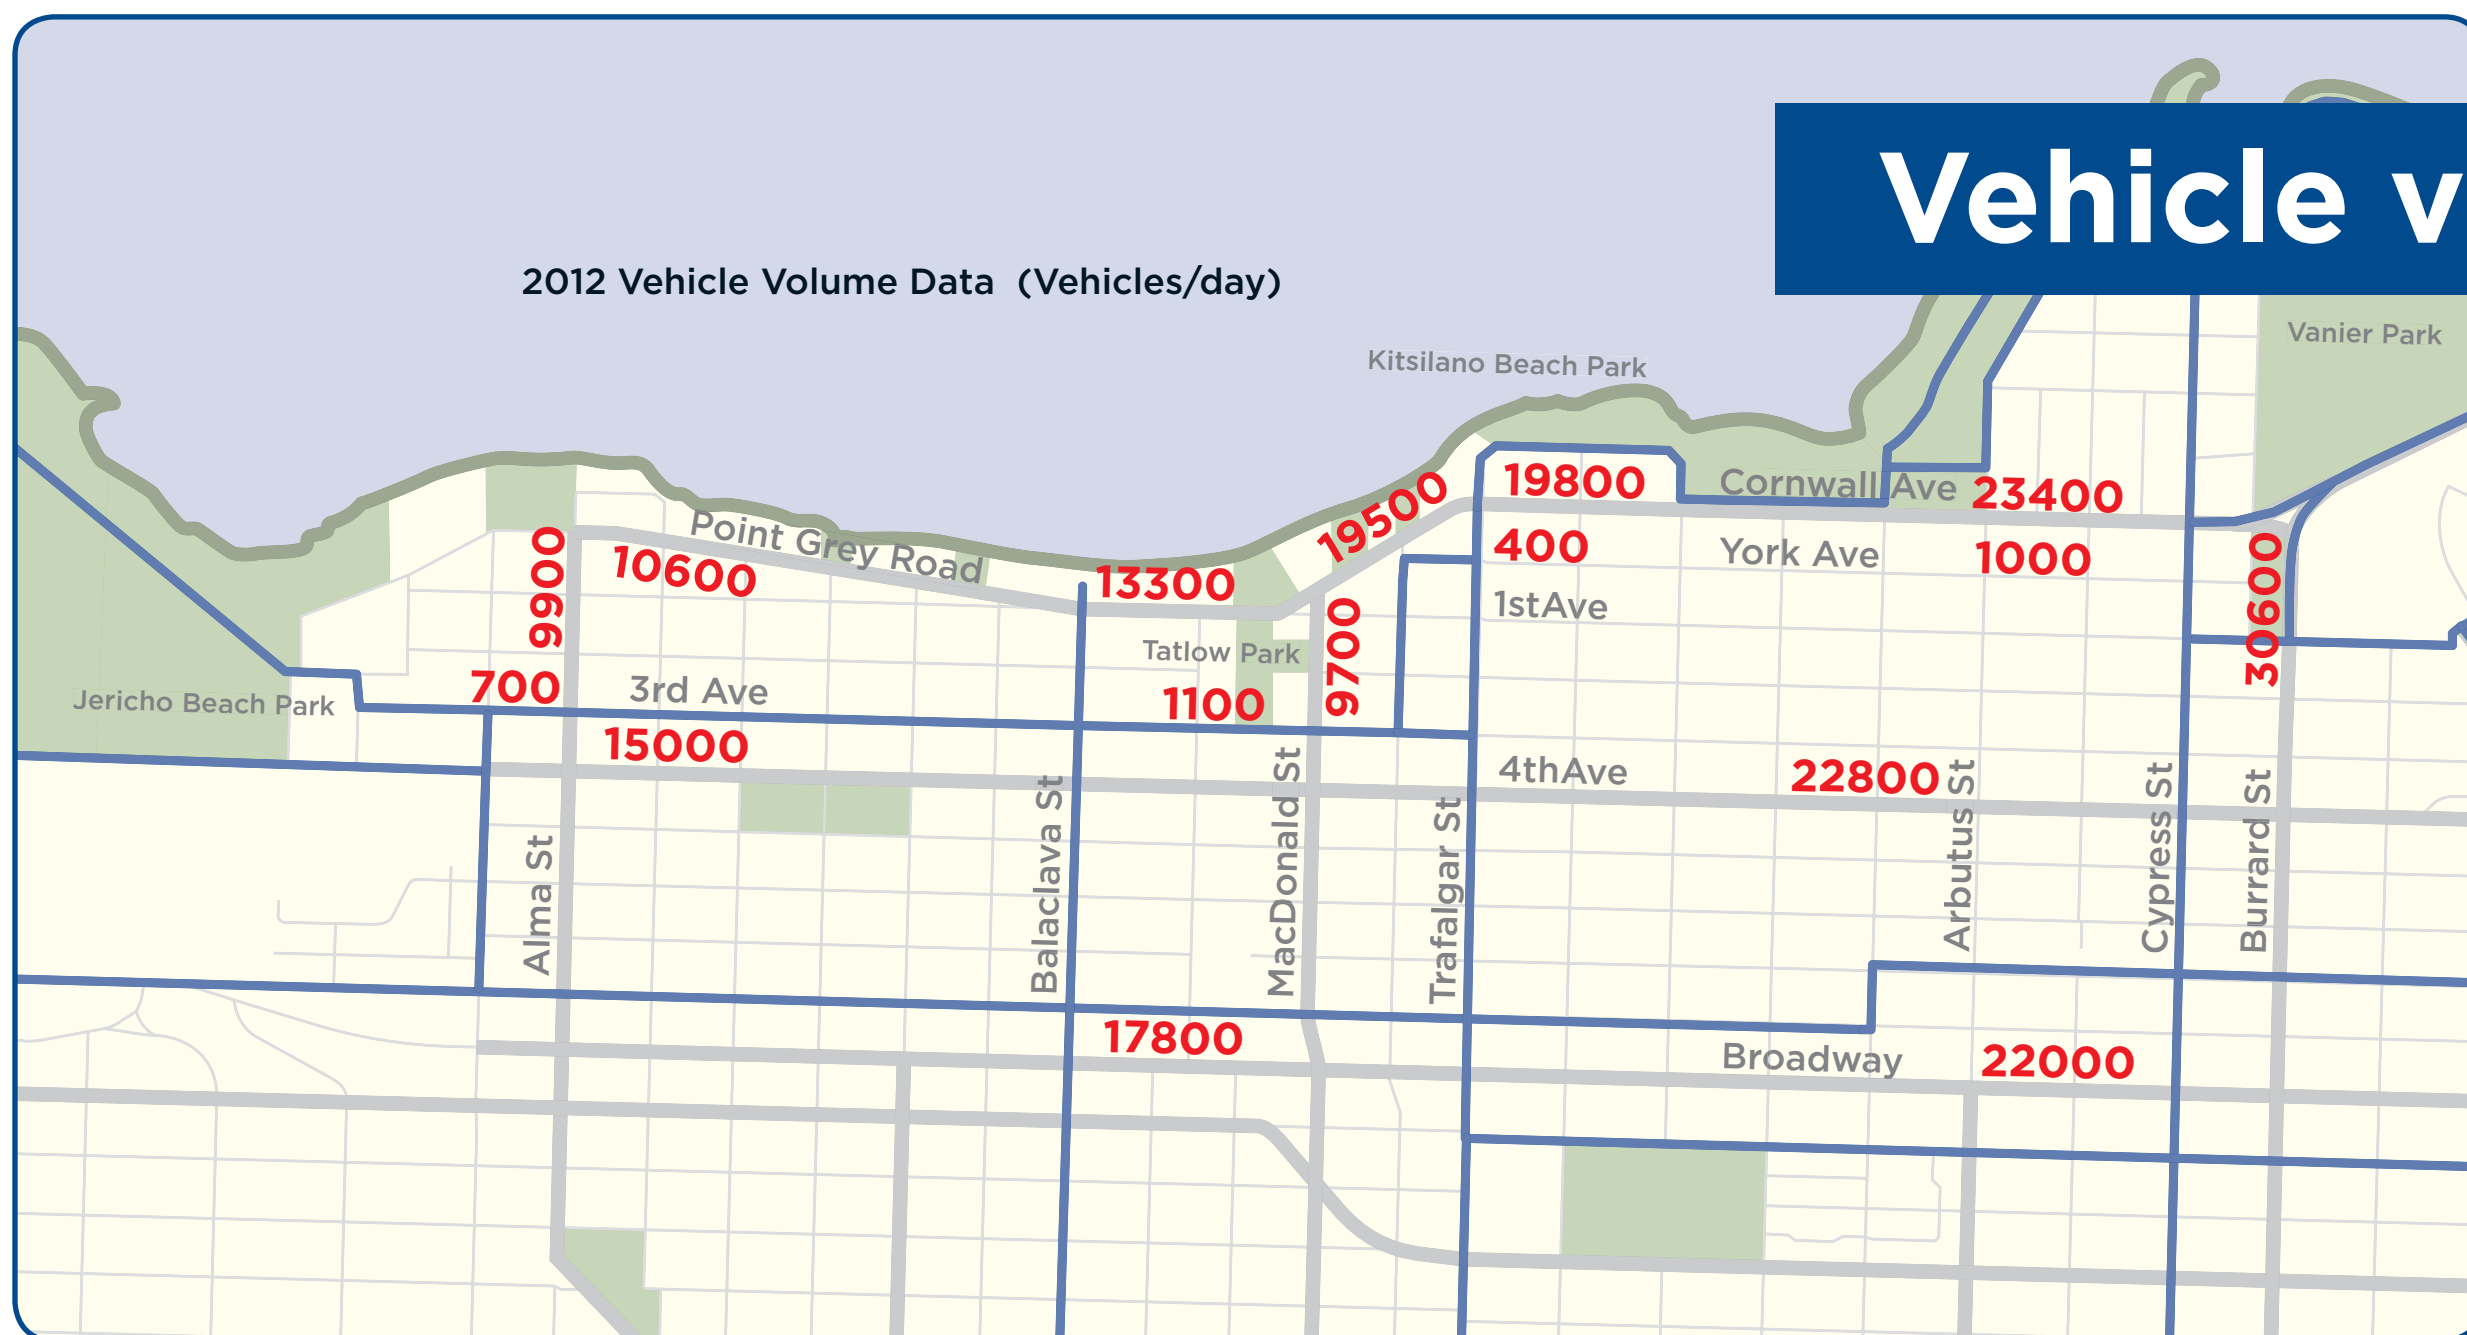 Vehicle v
2012 Vehicle Volume Data (Vehicles/day)
Vanier Park
Kitsilano Beach Park
19800
Cornwall Ave
23400
19500
Point Grey Road
9900
10600
13300
400
York Ave
1000
30600
1stAve
9700
Tatlow Park
700
3rd Ave
1100
Jericho Beach Park
15000
4thAve
22800
Alma St
Balaclava St
MacDonald St
Trafalgar St
Arbutus St
Cypress St
Burrard St
17800
Broadway
22000